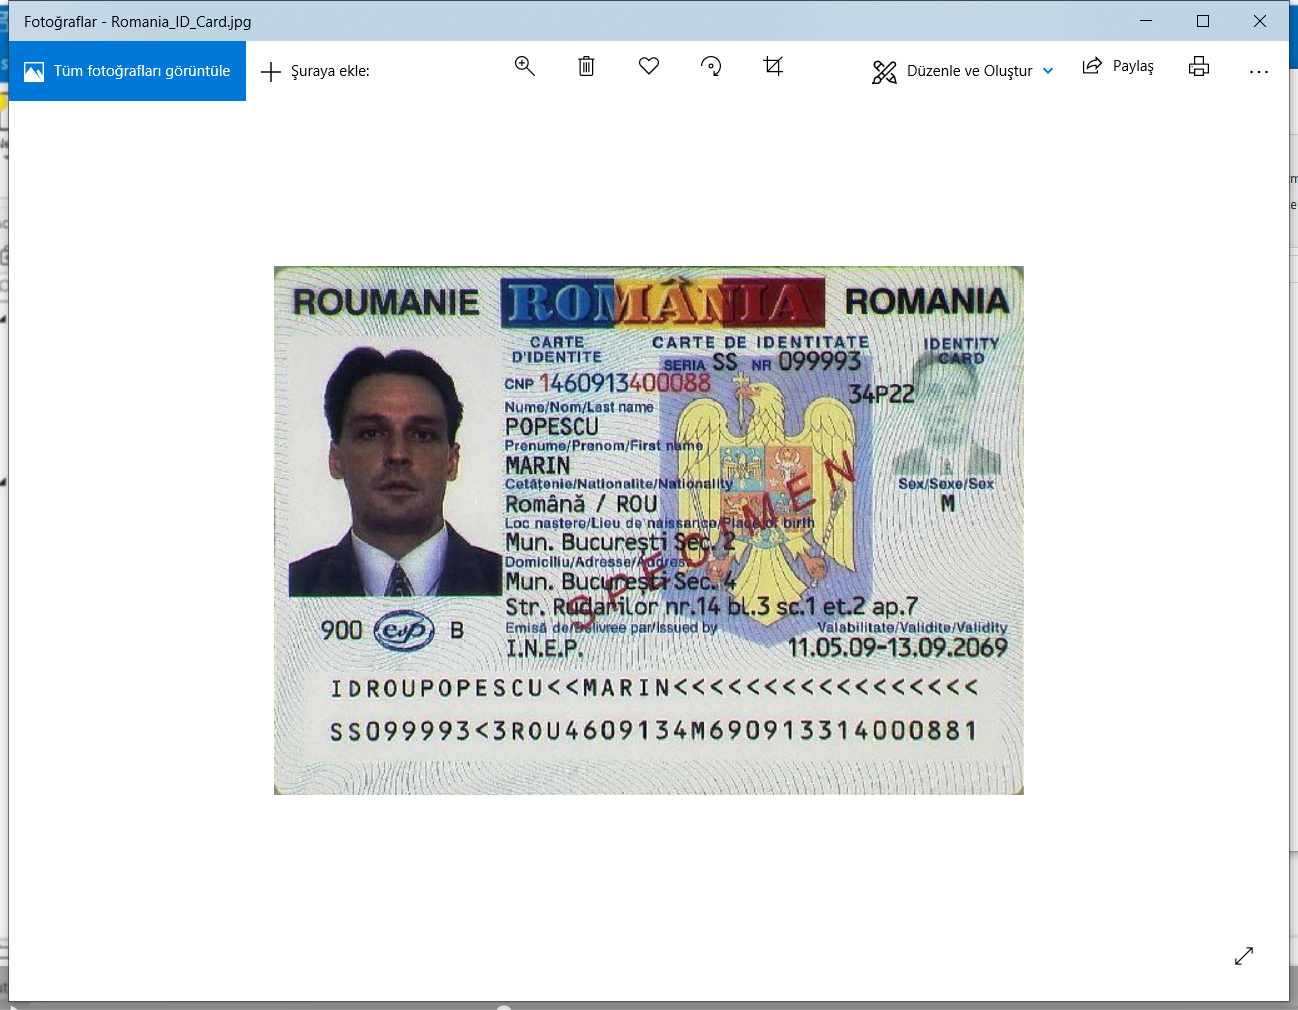 Fotoğraflar - Romania_ID_Card.jpg
Tüm fotoğrafları görüntüle
Şuraya ekle:
Düzenle ve Oluştur
Paylaş
ROUMANIE ROMÂNIA ROMANIA
CARTE D'IDENTITE
CARTE DE IDENTITATE
IDENTITY CARD
SERIA SS NR 099993
CNP 1460913400088
34P22
Nume/Nom/Last name
POPESCU
Prenume/Prenom/First name
MARIN
Cetăţenie/Nationalite/Nationality
Română / ROU
Sex/Sexe/Sex
M
Loc nastere/Lieu de naissance/Place of birth
Mun. Bucureşti Sec. 2
Domiciliu/Adresse/Address
Mun. Bucureşti Sec. 4
Str. Rudarilor nr.14 bl.3 sc.1 et.2 ap.7
SPECIMEN
Emisă de/Delivree par/Issued by
I.N.E.P.
Valabilitate/Validite/Validity
11.05.09-13.09.2069
900 B
IDROUPOPESCU<<MARIN<<<<<<<<<<<<<<<<<
SS099993<3ROU4609134M690913314000881